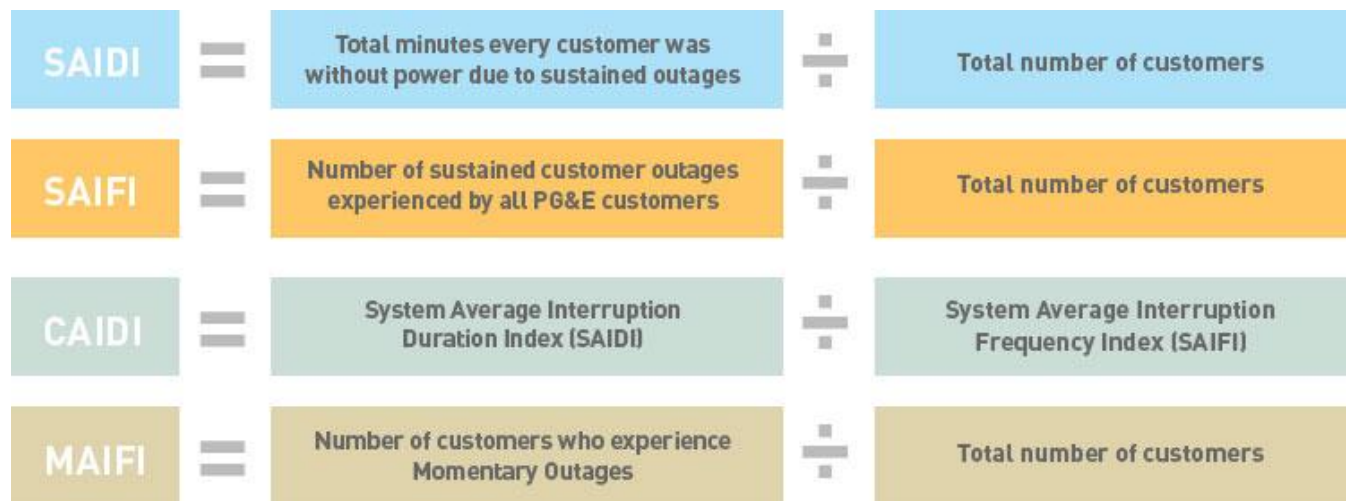 SAIDI = Total minutes every customer was ÷ Total number of customers
without power due to sustained outages
SAIFI = Number of sustained customer outages ÷ Total number of customers
experienced by all PG&E customers
CAIDI = System Average Interruption ÷ System Average Interruption
Duration Index (SAIDI) Frequency Index (SAIFI)
MAIFI = Number of customers who experience ÷ Total number of customers
Momentary Outages